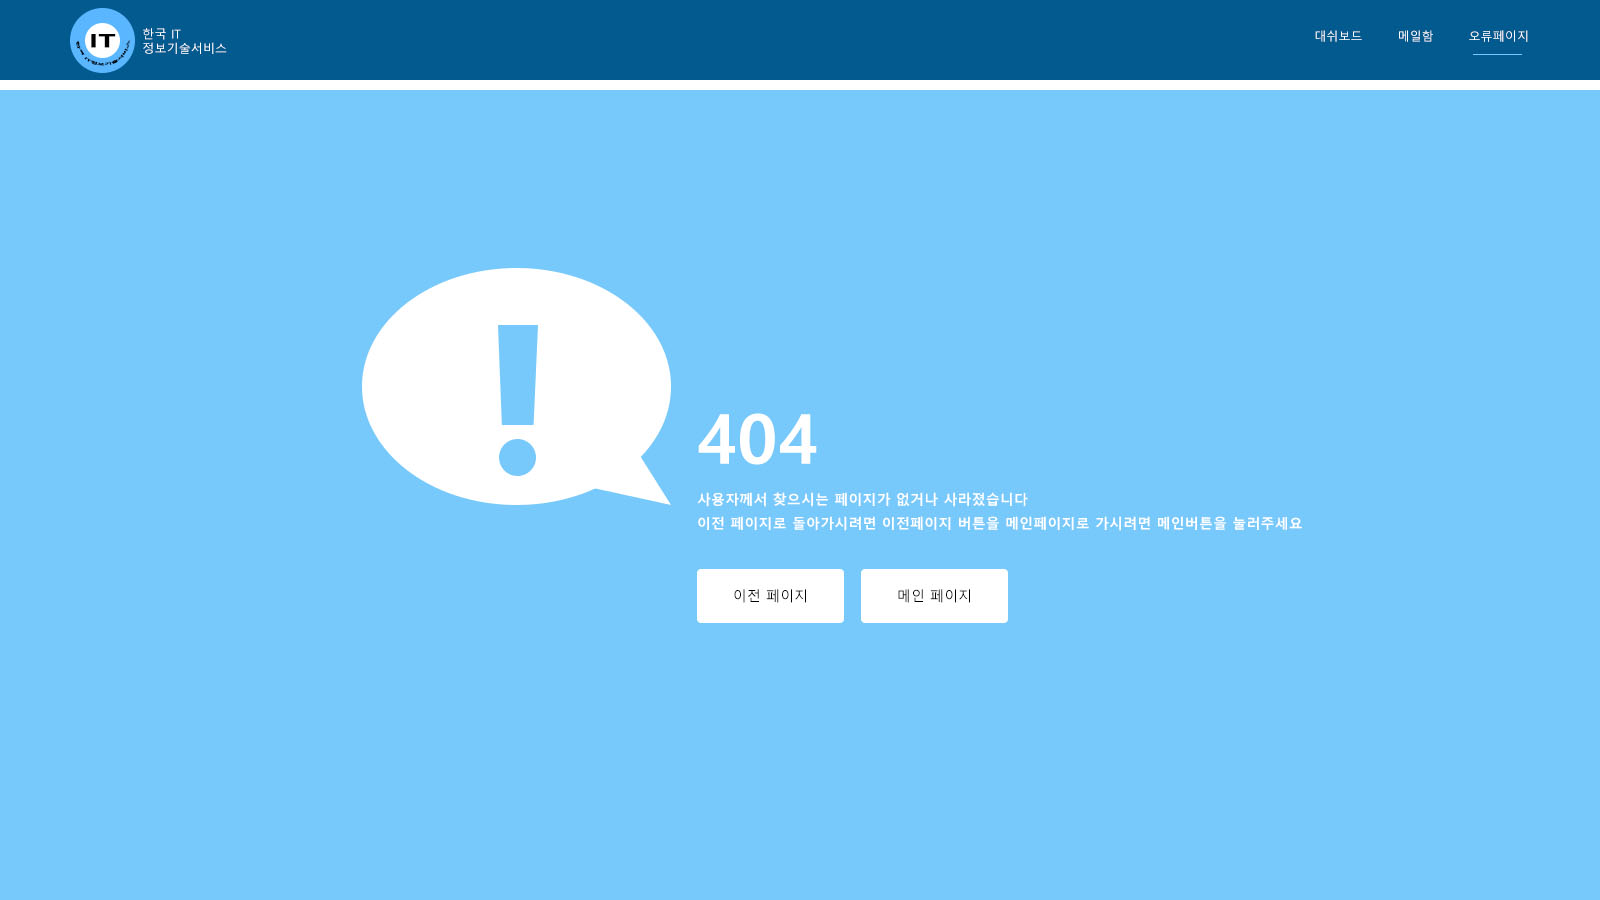 IT
한국 IT
정보기술서비스
대쉬보드
메일함
오류페이지
!
404
사용자께서 찾으시는 페이지가 없거나 사라졌습니다
이전 페이지로 돌아가시려면 이전페이지 버튼을 메인페이지로 가시려면 메인버튼을 눌러주세요
이전 페이지
메인 페이지